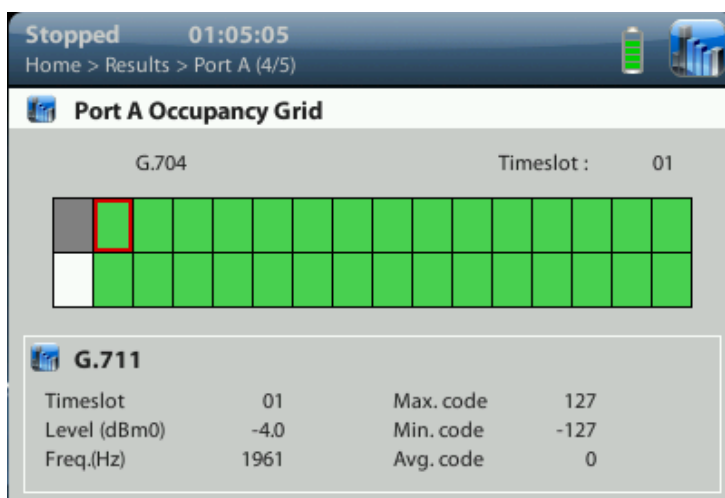 Stopped 01:05:05
Home > Results > Port A (4/5)
Port A Occupancy Grid
G.704 Timeslot : 01
G.711
Timeslot 01 Max. code 127
Level (dBm0) -4.0 Min. code -127
Freq.(Hz) 1961 Avg. code 0